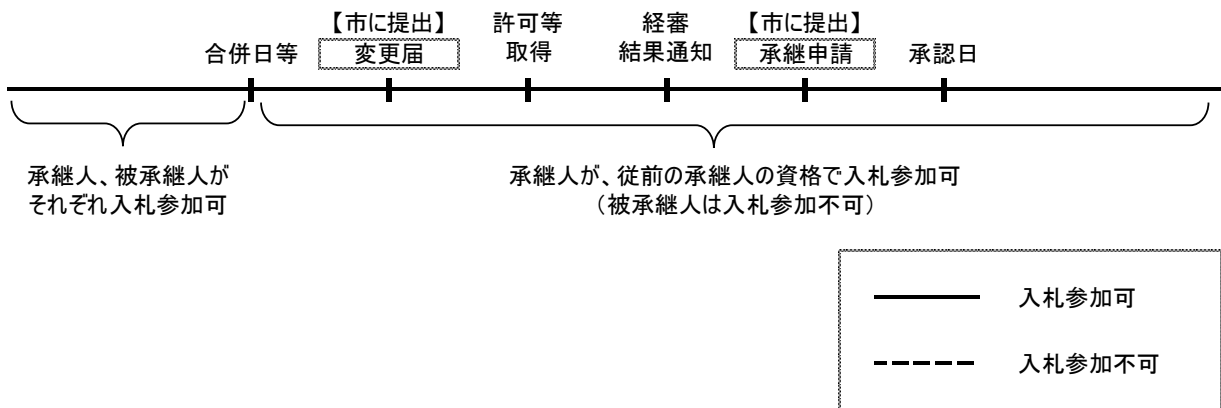 【市に提出】 許可等 経審 【市に提出】
合併日等 変更届 取得 結果通知 承継申請 承認日
承継人、被承継人が
それぞれ入札参加可
承継人が、従前の承継人の資格で入札参加可
（被承継人は入札参加不可）
入札参加可
入札参加不可